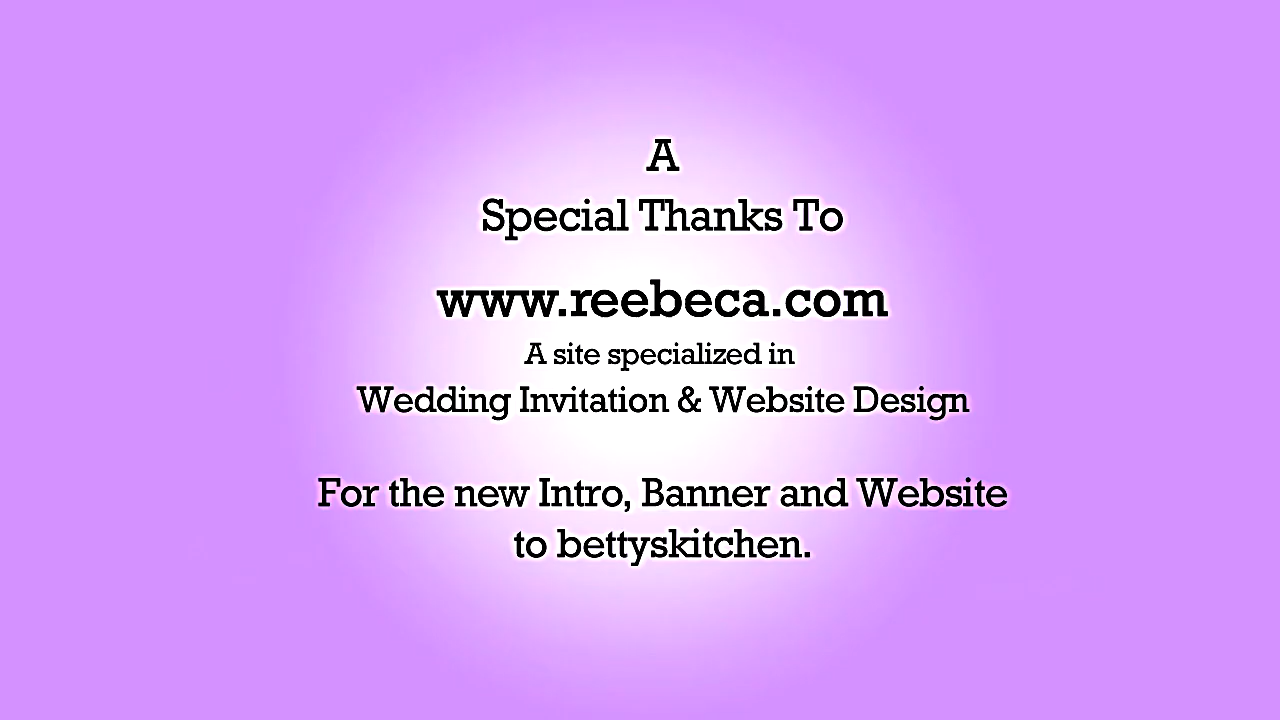 A
Special Thanks To
www.reebeca.com
A site specialized in
Wedding Invitation & Website Design
For the new Intro, Banner and Website
to bettyskitchen.